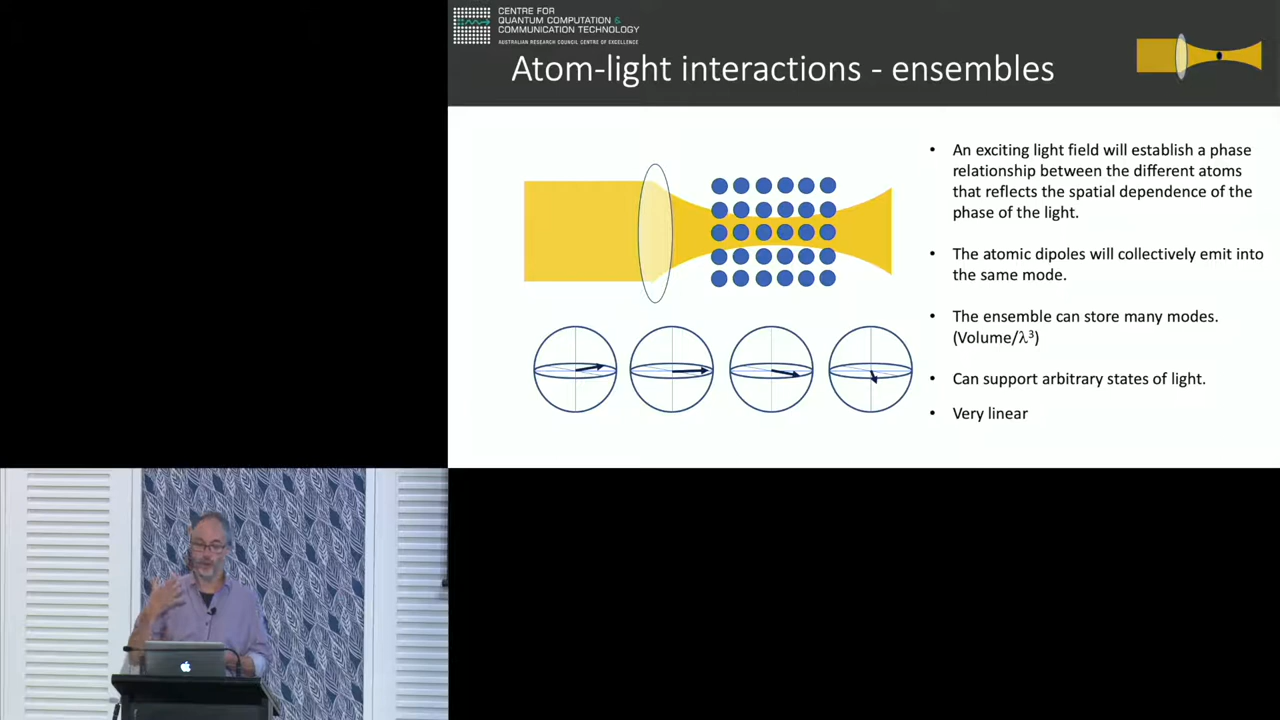 CENTRE FOR
QUANTUM COMPUTATION &
COMMUNICATION TECHNOLOGY
AUSTRALIAN RESEARCH COUNCIL CENTRE OF EXCELLENCE
Atom-light interactions - ensembles
• An exciting light field will establish a phase
relationship between the different atoms
that reflects the spatial dependence of the
phase of the light.
• The atomic dipoles will collectively emit into
the same mode.
• The ensemble can store many modes.
(Volume/λ³)
• Can support arbitrary states of light.
• Very linear